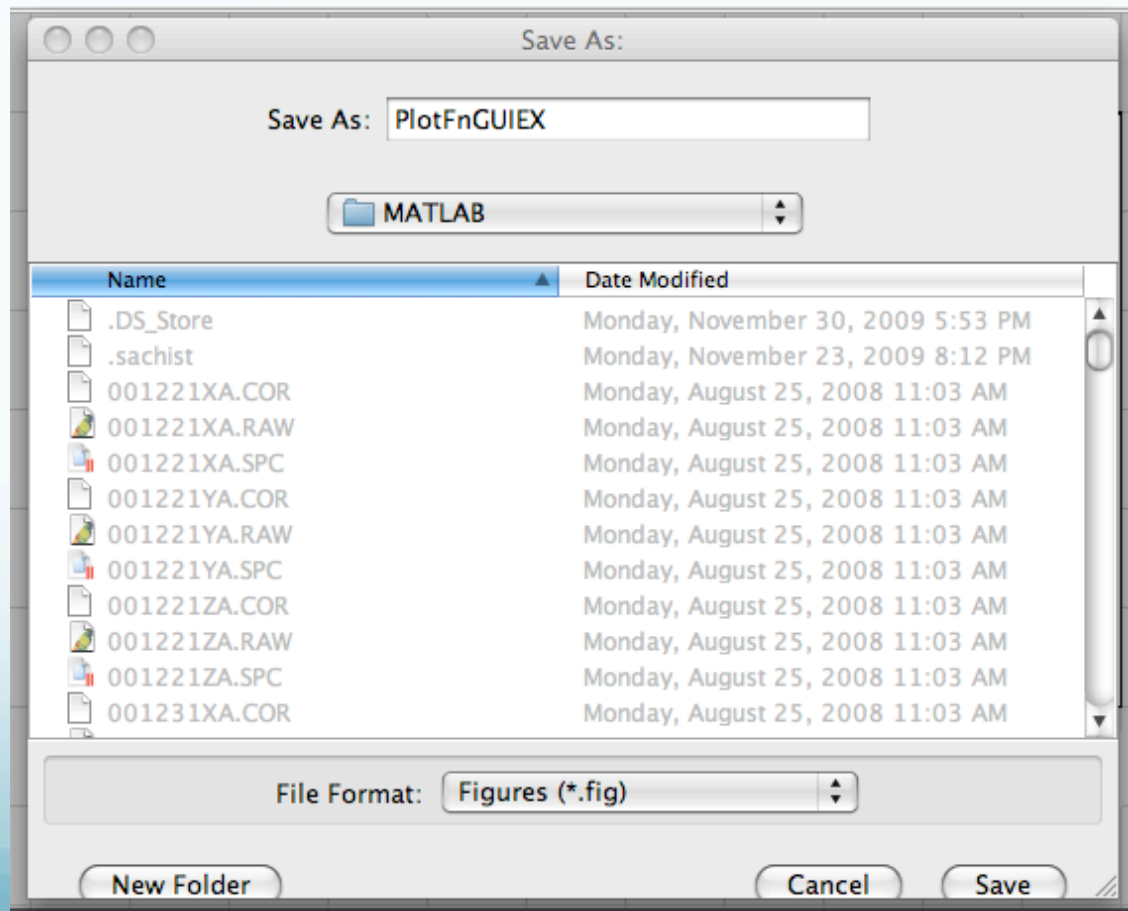 Save As:
Save As: PlotFnGUIEX
MATLAB
Name Date Modified
.DS_Store Monday, November 30, 2009 5:53 PM
.sachist Monday, November 23, 2009 8:12 PM
001221XA.COR Monday, August 25, 2008 11:03 AM
001221XA.RAW Monday, August 25, 2008 11:03 AM
001221XA.SPC Monday, August 25, 2008 11:03 AM
001221YA.COR Monday, August 25, 2008 11:03 AM
001221YA.RAW Monday, August 25, 2008 11:03 AM
001221YA.SPC Monday, August 25, 2008 11:03 AM
001221ZA.COR Monday, August 25, 2008 11:03 AM
001221ZA.RAW Monday, August 25, 2008 11:03 AM
001221ZA.SPC Monday, August 25, 2008 11:03 AM
001231XA.COR Monday, August 25, 2008 11:03 AM
File Format: Figures (*.fig)
New Folder Cancel Save